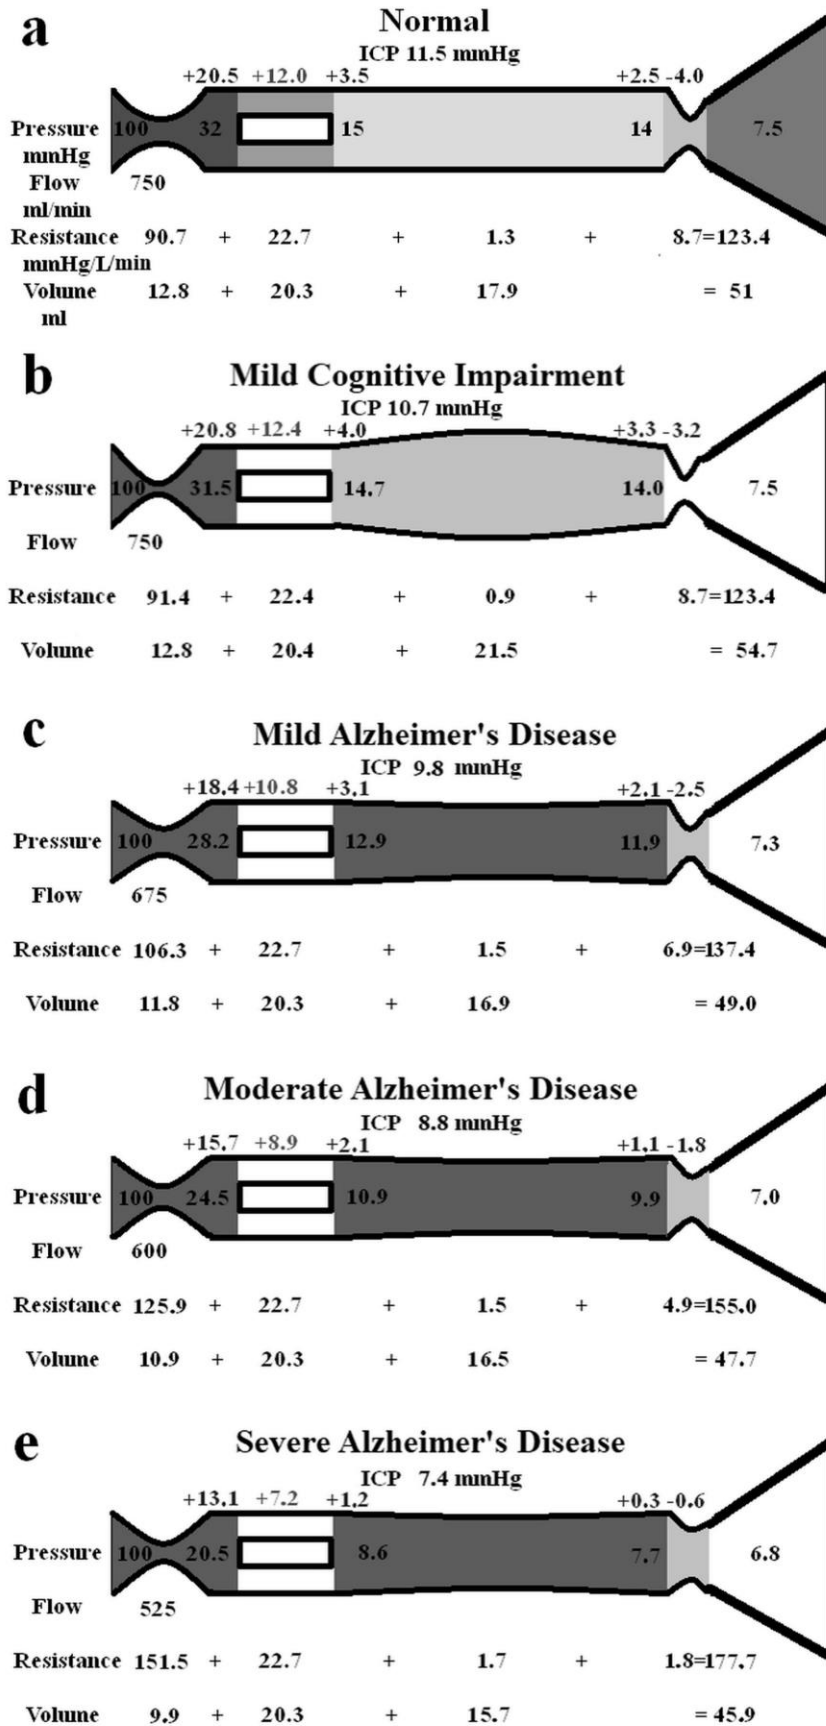 a
Normal
ICP 11.5 mmHg
+20.5 +12.0 +3.5 +2.5 -4.0
Pressure 100 32 15 14 7.5
mmHg
Flow 750
ml/min
Resistance 90.7 + 22.7 + 1.3 + 8.7=123.4
mmHg/L/min
Volume 12.8 + 20.3 + 17.9 = 51
ml
b
Mild Cognitive Impairment
ICP 10.7 mmHg
+20.8 +12.4 +4.0 +3.3 -3.2
Pressure 100 31.5 14.7 14.0 7.5
Flow 750
Resistance 91.4 + 22.4 + 0.9 + 8.7=123.4
Volume 12.8 + 20.4 + 21.5 = 54.7
c
Mild Alzheimer's Disease
ICP 9.8 mmHg
+18.4 +10.8 +3.1 +2.1 -2.5
Pressure 100 28.2 12.9 11.9 7.3
Flow 675
Resistance 106.3 + 22.7 + 1.5 + 6.9=137.4
Volume 11.8 + 20.3 + 16.9 = 49.0
d
Moderate Alzheimer's Disease
ICP 8.8 mmHg
+15.7 +8.9 +2.1 +1.1 -1.8
Pressure 100 24.5 10.9 9.9 7.0
Flow 600
Resistance 125.9 + 22.7 + 1.5 + 4.9=155.0
Volume 10.9 + 20.3 + 16.5 = 47.7
e
Severe Alzheimer's Disease
ICP 7.4 mmHg
+13.1 +7.2 +1.2 +0.3 -0.6
Pressure 100 20.5 8.6 7.7 6.8
Flow 525
Resistance 151.5 + 22.7 + 1.7 + 1.8=177.7
Volume 9.9 + 20.3 + 15.7 = 45.9